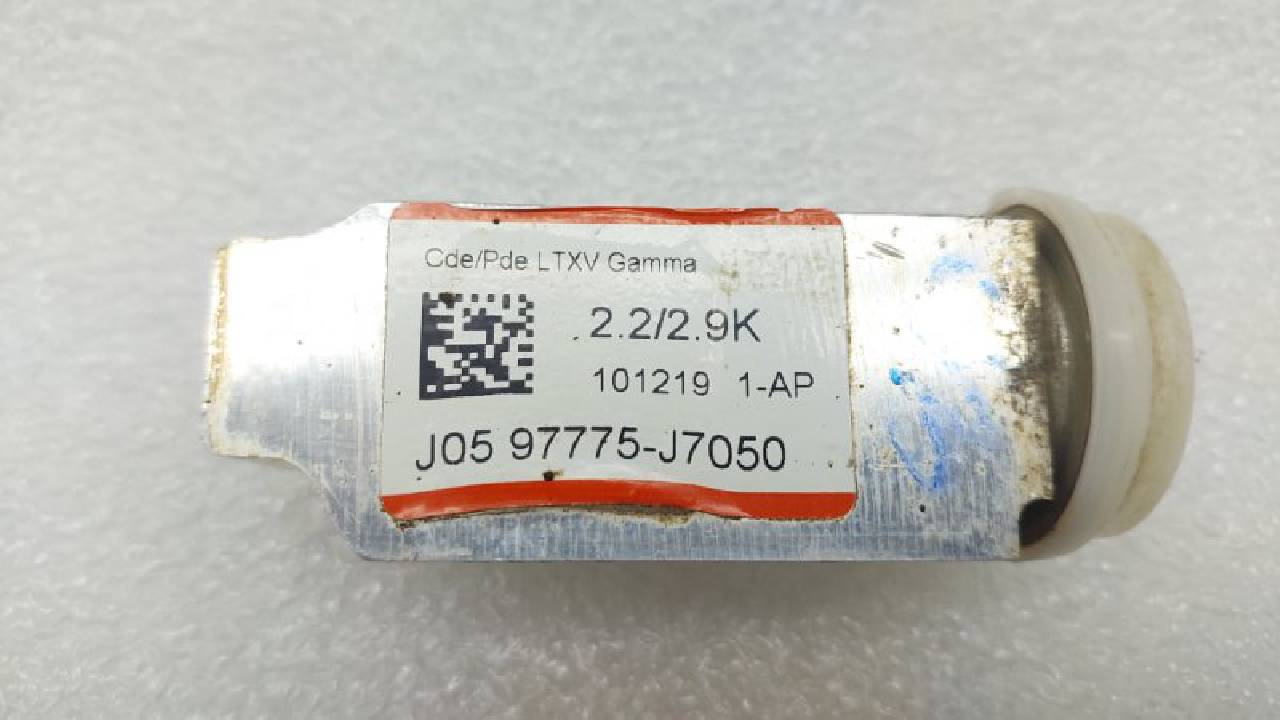 Cde/Pde LTXV Gamma
2.2/2.9K
101219 1-AP
J05 97775-J7050